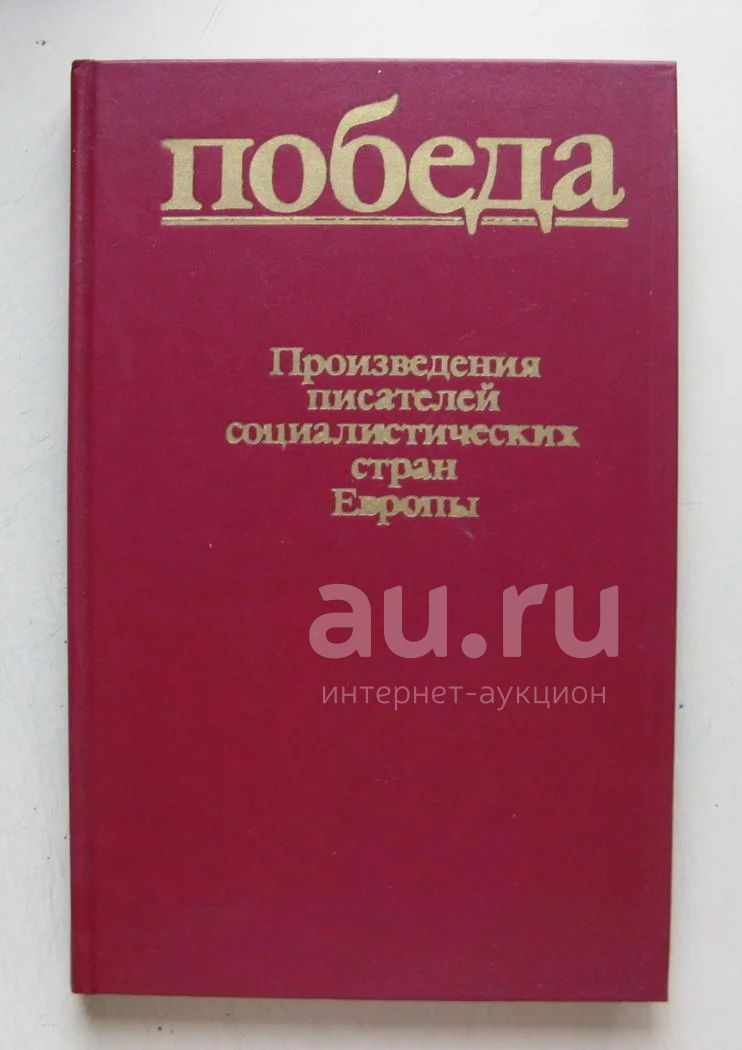 победа
Произведения
писателей
социалистических
стран
Европы
au.ru
интернет-аукцион